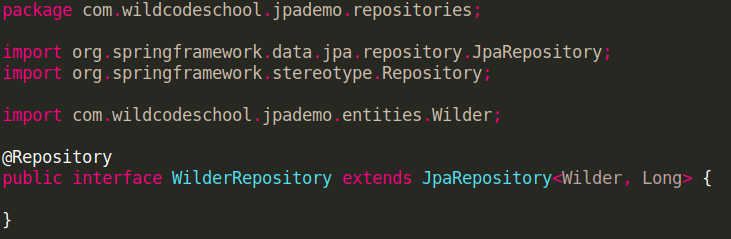 package com.wildcodeschool.jpademo.repositories;
import org.springframework.data.jpa.repository.JpaRepository;
import org.springframework.stereotype.Repository;
import com.wildcodeschool.jpademo.entities.Wilder;
@Repository
public interface WilderRepository extends JpaRepository<Wilder, Long> {
}